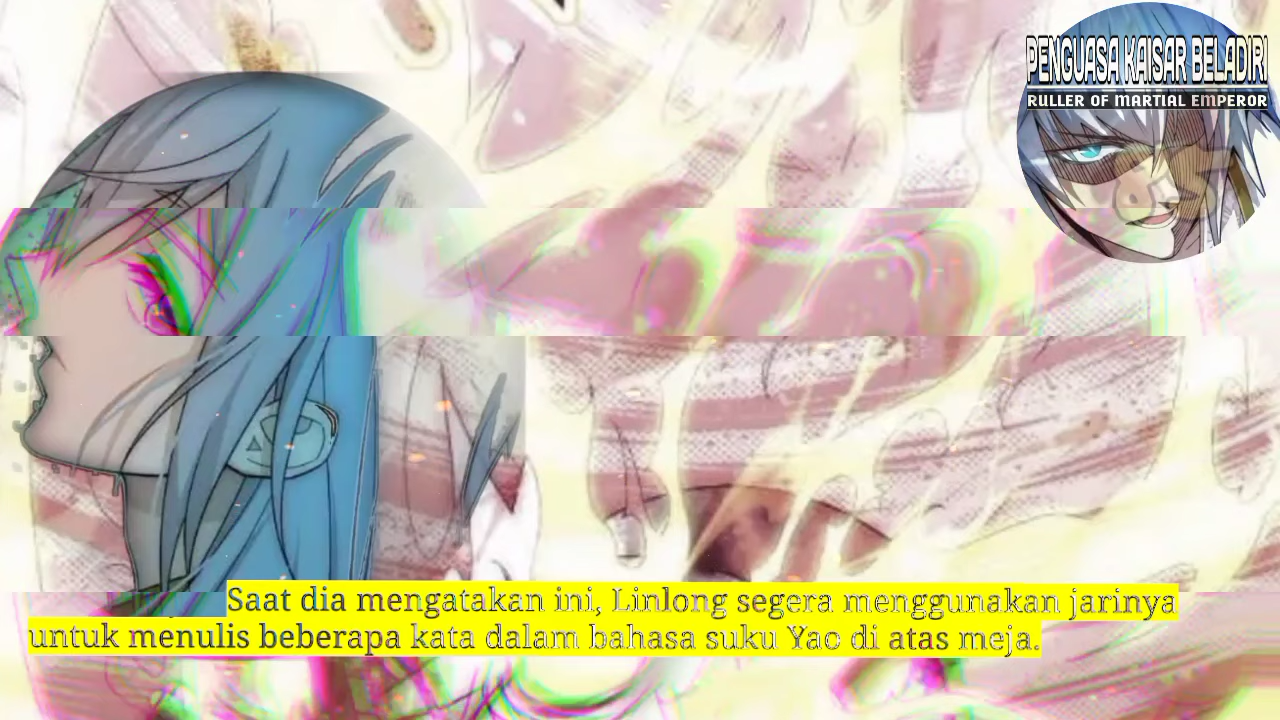 PENGUASA KAISAR BELADIRI
RULLER OF MARTIAL EMPEROR
Saat dia mengatakan ini, Linlong segera menggunakan jarinya
untuk menulis beberapa kata dalam bahasa suku Yao di atas meja.